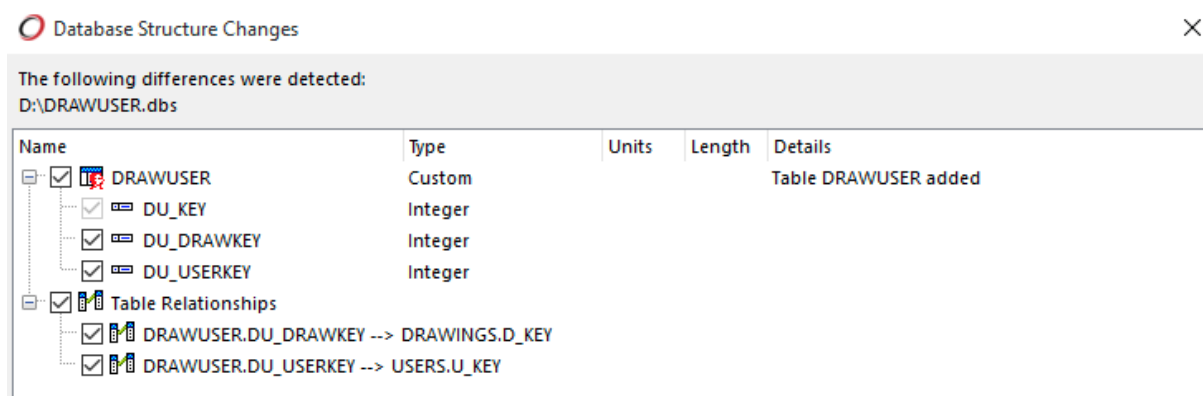 Database Structure Changes
The following differences were detected:
D:\DRAWUSER.dbs
Name Type Units Length Details
DRAWUSER Custom Table DRAWUSER added
DU_KEY Integer
DU_DRAWKEY Integer
DU_USERKEY Integer
Table Relationships
DRAWUSER.DU_DRAWKEY --> DRAWINGS.D_KEY
DRAWUSER.DU_USERKEY --> USERS.U_KEY